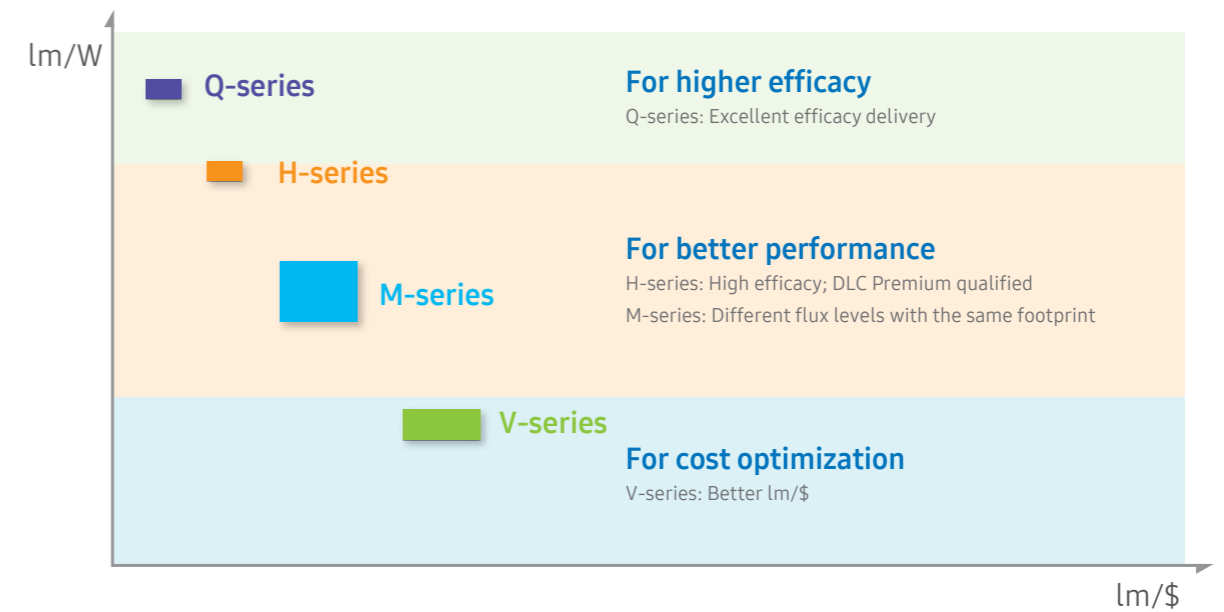 lm/W
Q-series
For higher efficacy
Q-series: Excellent efficacy delivery
H-series
For better performance
H-series: High efficacy; DLC Premium qualified
M-series
M-series: Different flux levels with the same footprint
V-series
For cost optimization
V-series: Better lm/$
lm/$